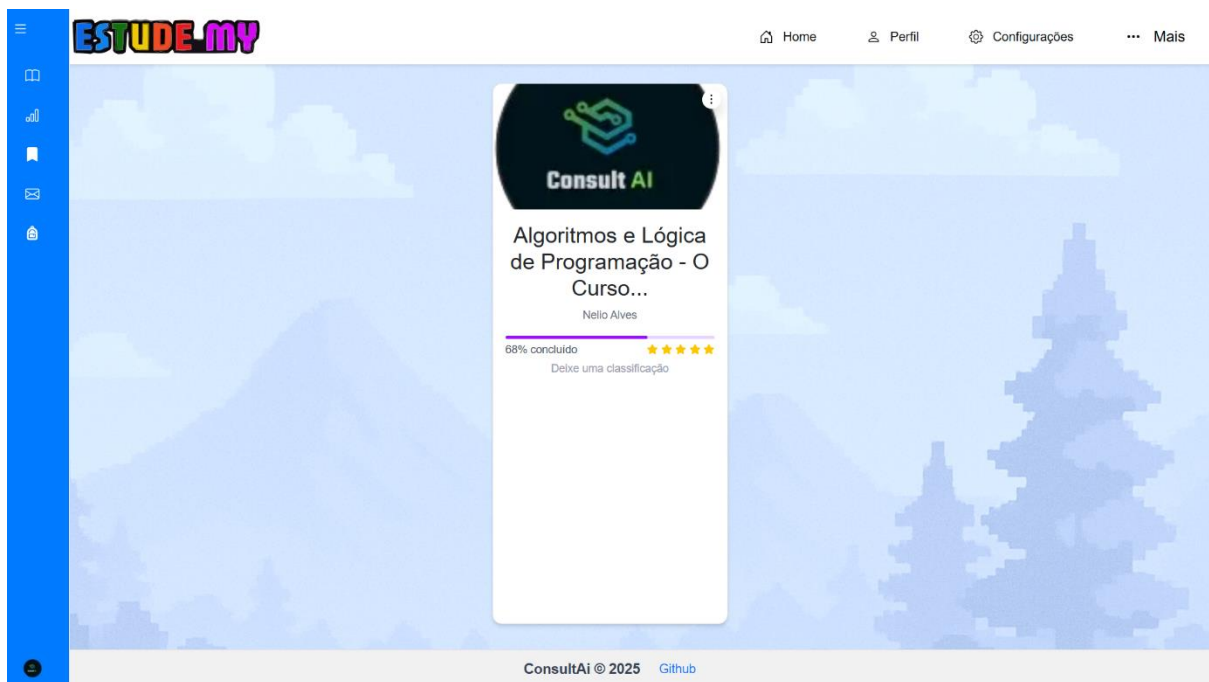 ESTUDE-MY
Home
Perfil
Configurações
Mais
Consult AI
Algoritmos e Lógica
de Programação - O
Curso...
Nelio Alves
68% concluído
Deixe uma classificação
ConsultAi © 2025
Github